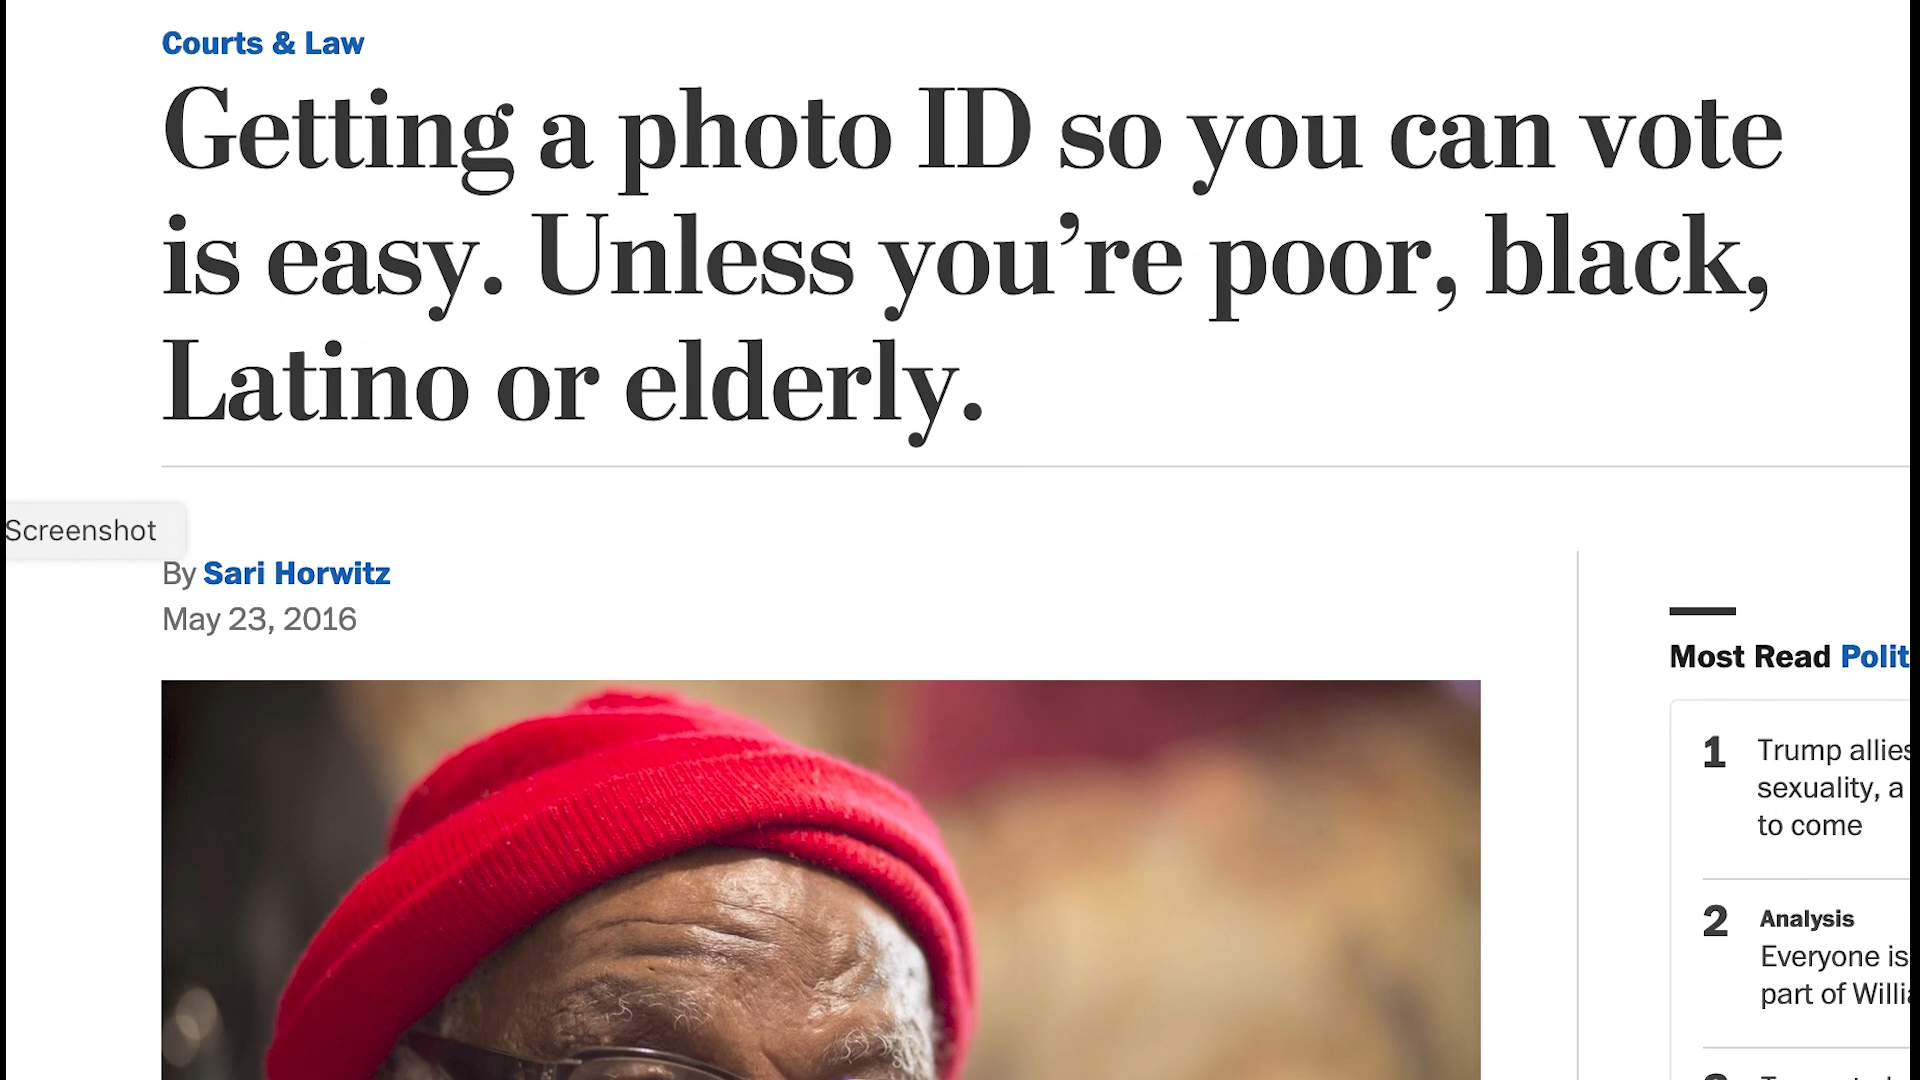 Courts & Law
Getting a photo ID so you can vote
is easy. Unless you’re poor, black,
Latino or elderly.
Screenshot
By Sari Horwitz
May 23, 2016
Most Read Polit
1 Trump allies
sexuality, a
to come
2 Analysis
Everyone is
part of Willi